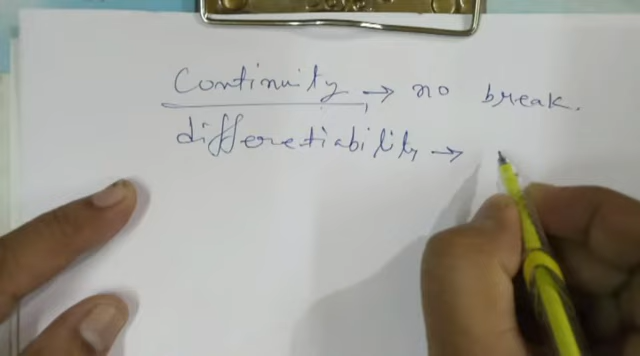 Continuity → no break.
differetiability →